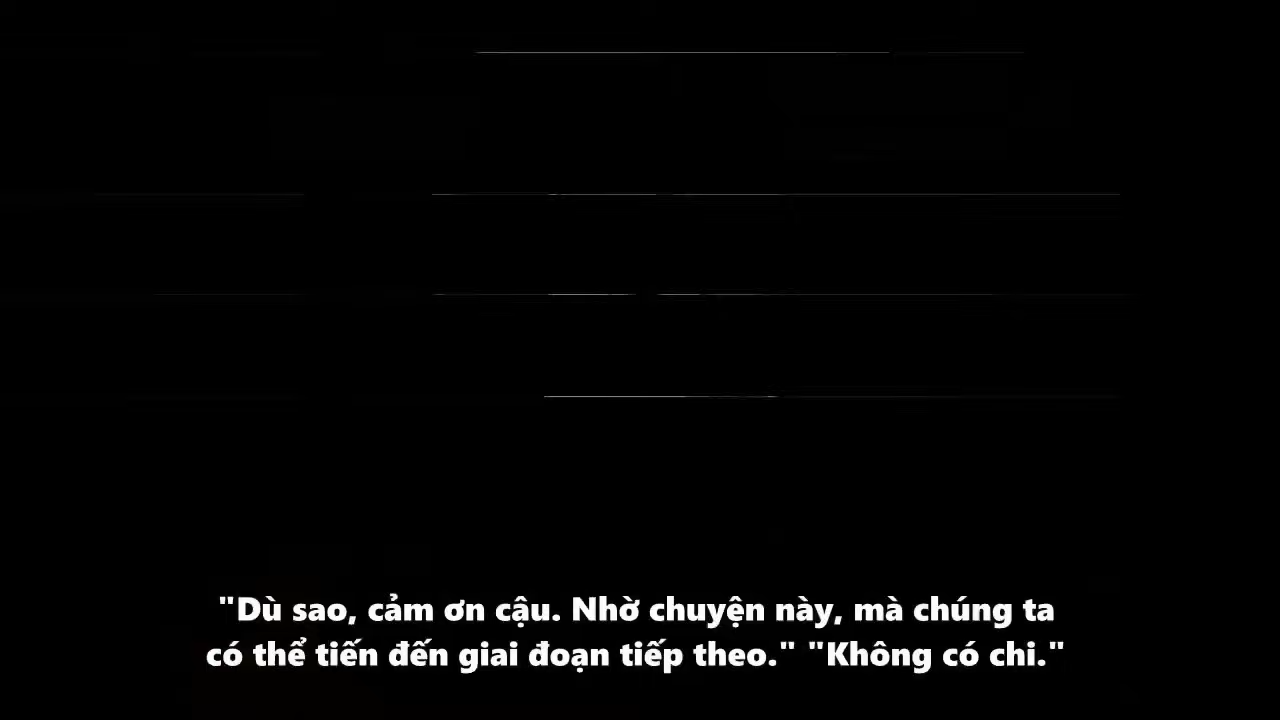 "Dù sao, cảm ơn cậu. Nhờ chuyện này, mà chúng ta
có thể tiến đến giai đoạn tiếp theo." "Không có chi."